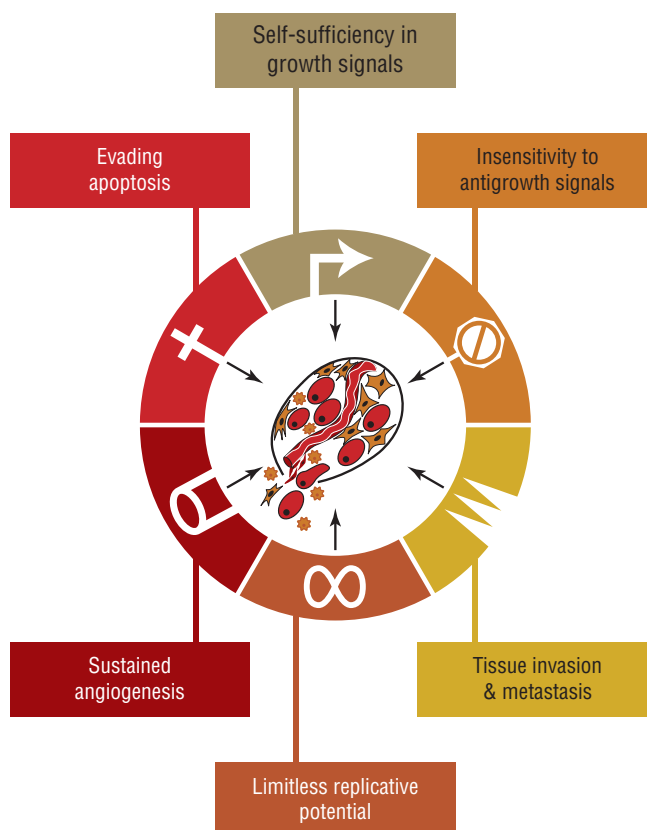 Self-sufficiency in
growth signals
Evading
apoptosis
Insensitivity to
antigrowth signals
Sustained
angiogenesis
Tissue invasion
& metastasis
Limitless replicative
potential